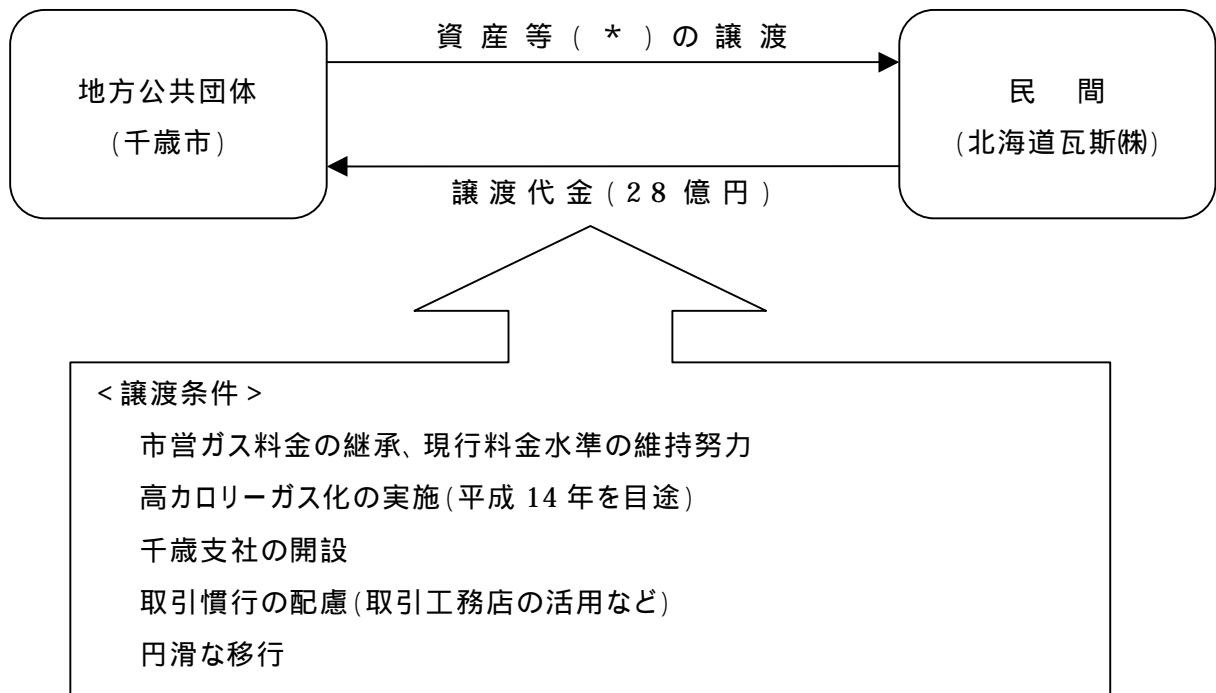 資産等(＊)の譲渡
地方公共団体
(千歳市)
民　間
(北海道瓦斯㈱)
譲渡代金(28億円)
<譲渡条件>
市営ガス料金の継承、現行料金水準の維持努力
高カロリーガス化の実施(平成14年を目途)
千歳支社の開設
取引慣行の配慮(取引工務店の活用など)
円滑な移行